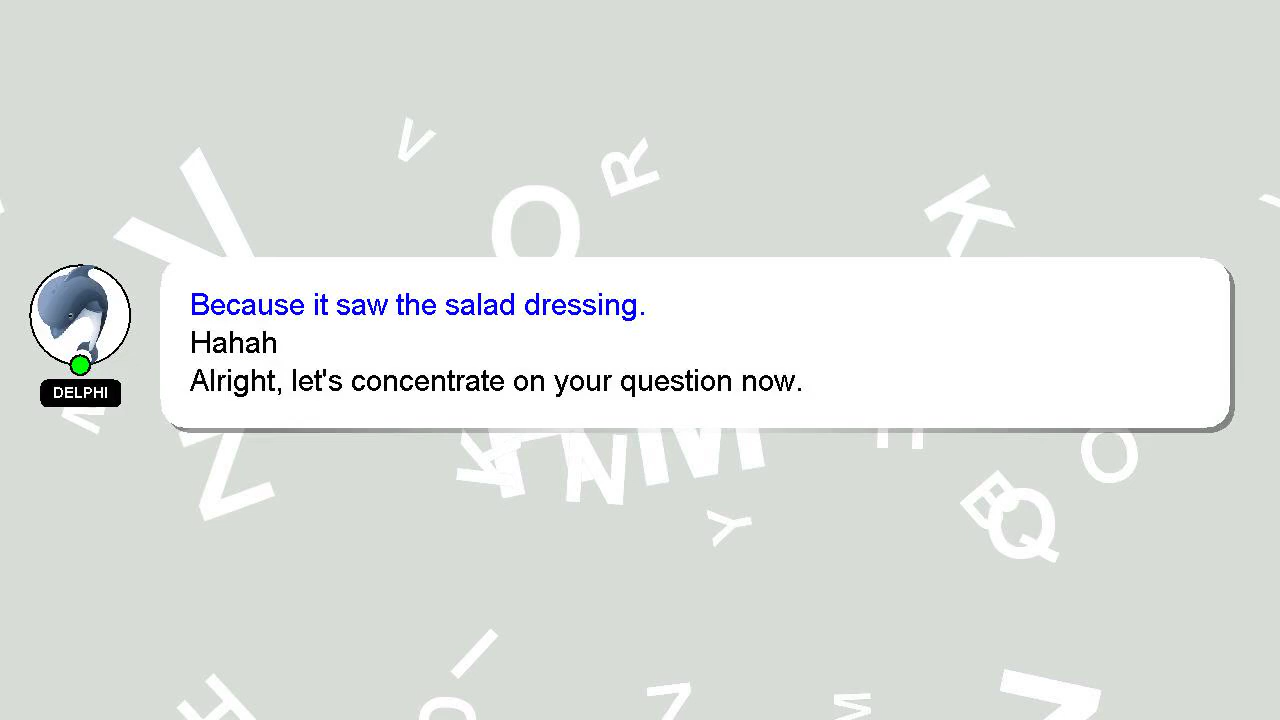 Because it saw the salad dressing.
Hahah
Alright, let's concentrate on your question now.
DELPHI